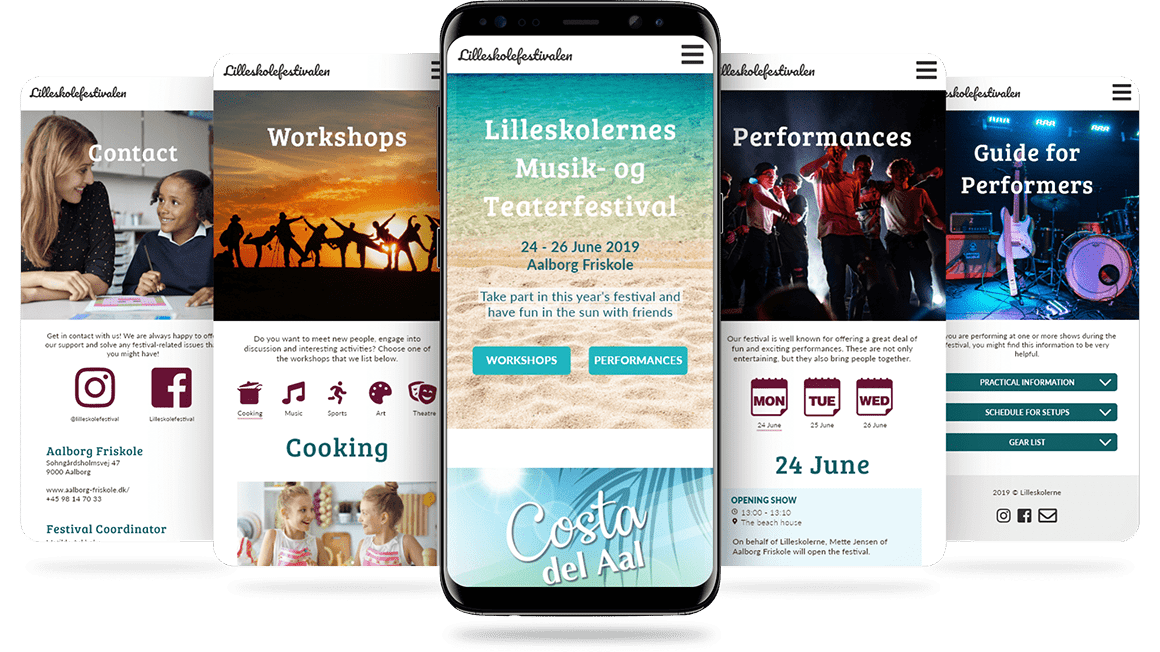 Lilleskolefestivalen
Contact
Get in contact with us! We are always happy to
our support and solve any festival-related issues
you might have!
@lilleskolefestival
Lilleskolefestival
Aalborg Friskole
Sohngårdsholmsvej 47
9000 Aalborg
www.aalborg-friskole.dk/
+45 98 14 70 33
Festival Coordinator
Lilleskolefestivalen
Workshops
Do you want to meet new people, engage into
discussion and interesting activities? Choose one of
the workshops that we list below.
Cooking
Music
Sports
Art
Theatre
Cooking
Lilleskolefestivalen
Lilleskolernes
Musik- og
Teaterfestival
24 - 26 June 2019
Aalborg Friskole
Take part in this year's festival and
have fun in the sun with friends
WORKSHOPS
PERFORMANCES
Costa
del Aal
lleskolefestivalen
Performances
Our festival is well known for offering a great deal of
fun and exciting performances. These are not only
entertaining, but they also bring people together.
MON
TUE
WED
24 June
25 June
26 June
24 June
OPENING SHOW
13:00 - 13:10
The beach house
On behalf of Lilleskolerne, Mette Jensen of
Aalborg Friskole will open the festival.
eskolefestivalen
Guide for
Performers
you are performing at one or more shows during the
festival, you might find this information to be very
helpful.
PRACTICAL INFORMATION
SCHEDULE FOR SETUPS
GEAR LIST
2019 © Lilleskolerne